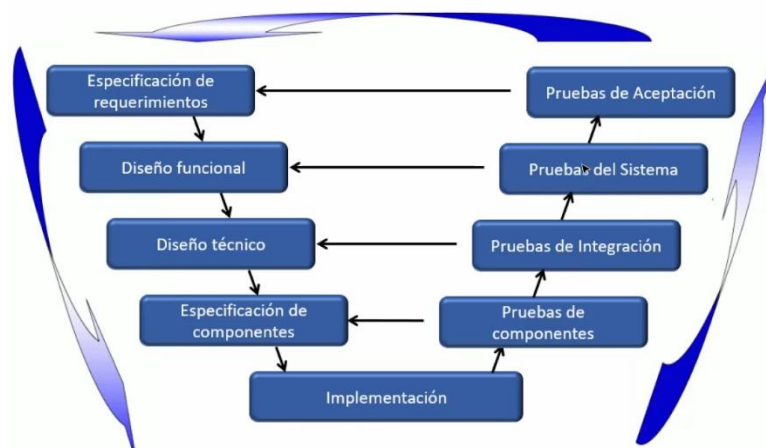 Especificación de
requerimientos
Pruebas de Aceptación
Diseño funcional
Pruebas del Sistema
Diseño técnico
Pruebas de Integración
Especificación de
componentes
Pruebas de
componentes
Implementación